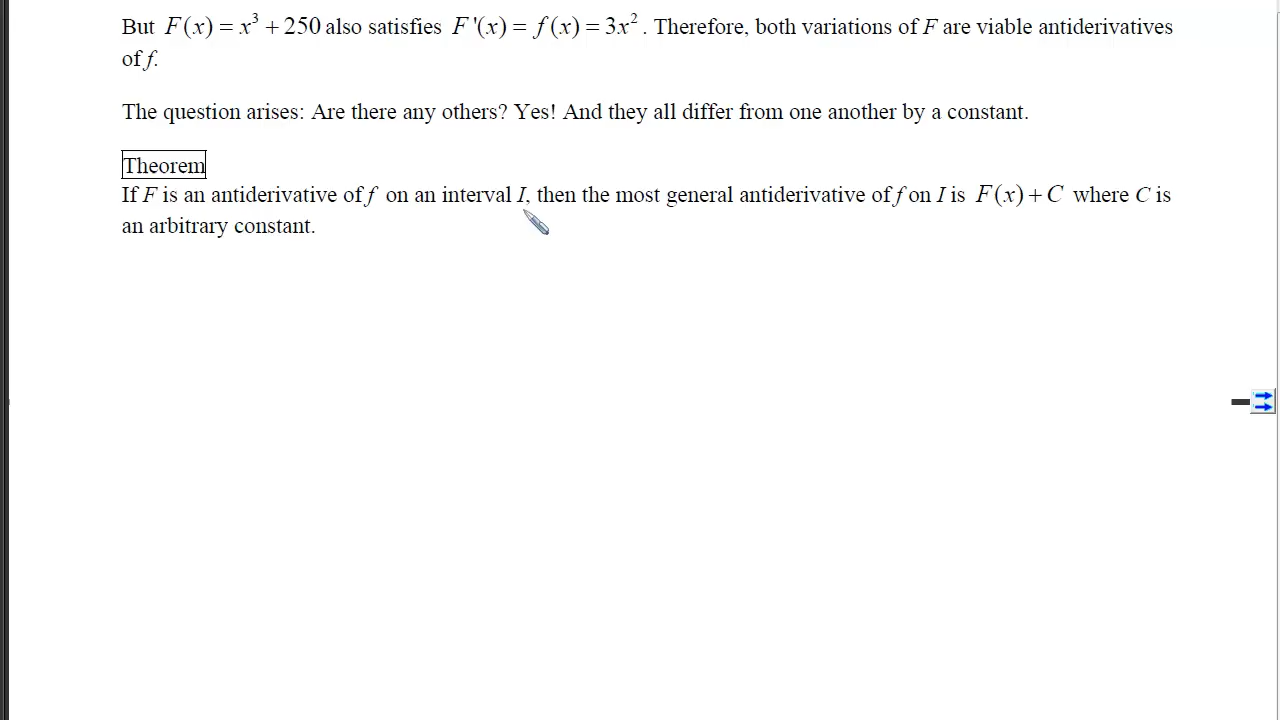 But F(x) = x³ + 250 also satisfies F'(x) = f(x) = 3x². Therefore, both variations of F are viable antiderivatives
of f.
The question arises: Are there any others? Yes! And they all differ from one another by a constant.
Theorem
If F is an antiderivative of f on an interval I, then the most general antiderivative of f on I is F(x) + C where C is
an arbitrary constant.